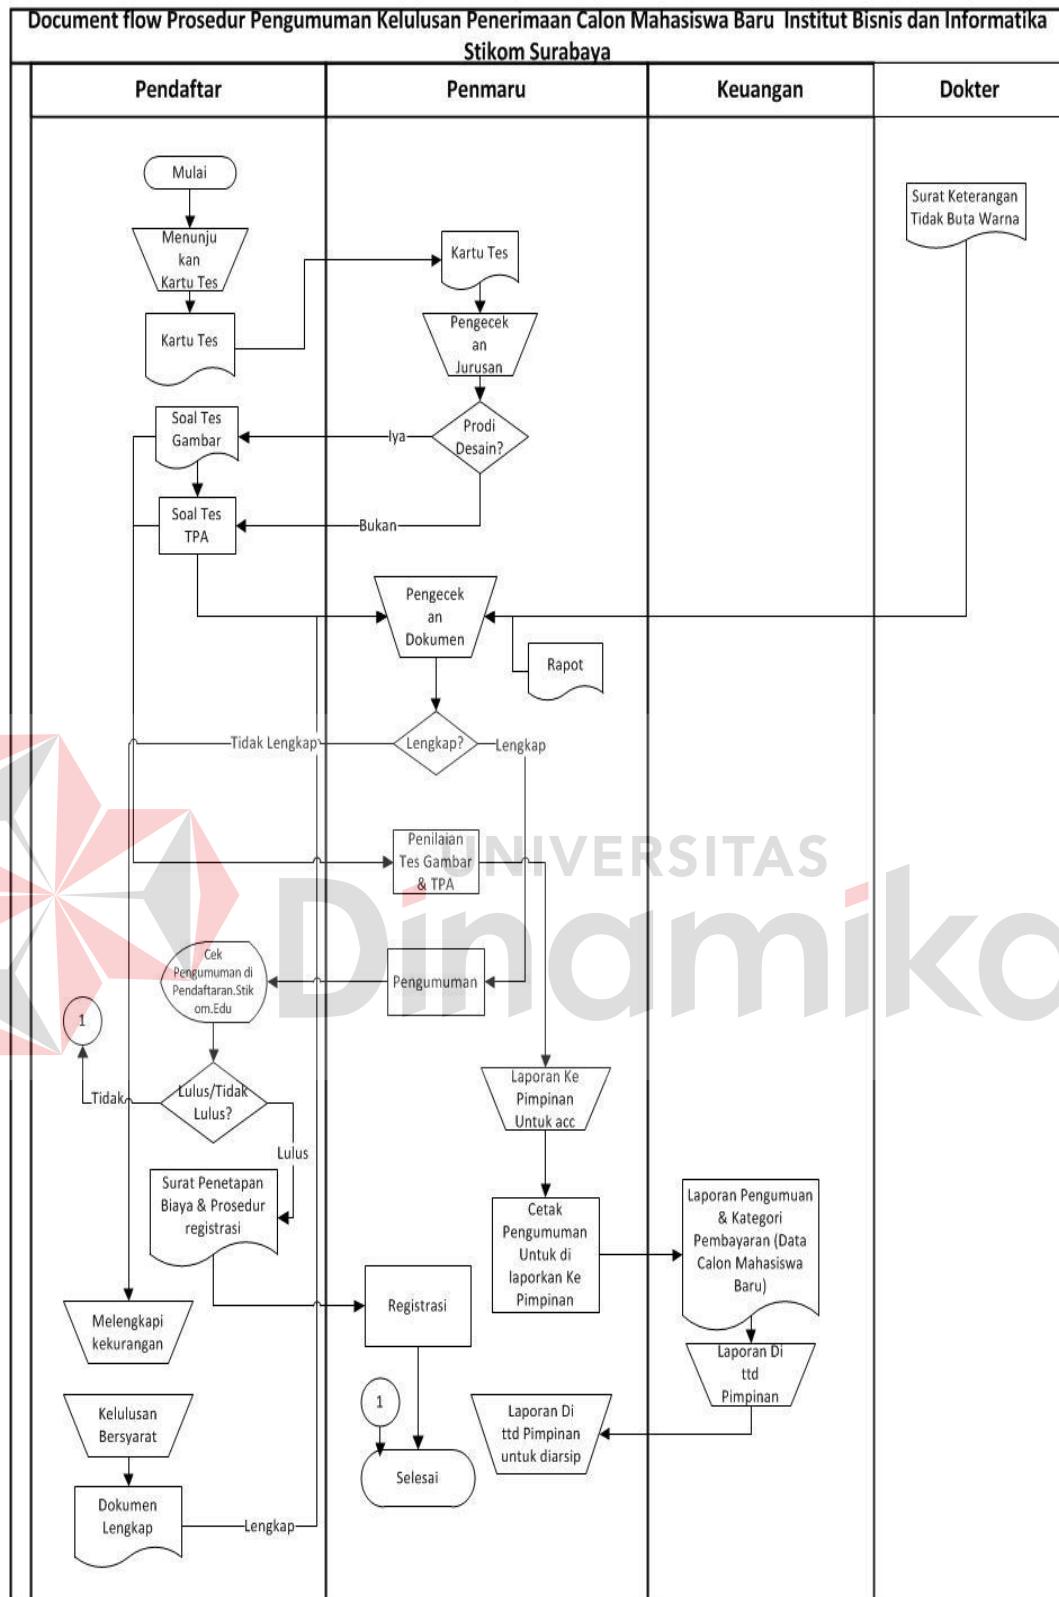 Document flow Prosedur Pengumuman Kelulusan Penerimaan Calon Mahasiswa Baru Institut Bisnis dan Informatika
Stikom Surabaya
Pendaftar
Penmaru
Keuangan
Dokter
Mulai
Menunju
kan
Kartu Tes
Kartu Tes
Kartu Tes
Pengecek
an
Jurusan
Surat Keterangan
Tidak Buta Warna
Prodi
Desain?
Iya
Soal Tes
Gambar
Bukan
Soal Tes
TPA
Pengecek
an
Dokumen
Rapot
Lengkap?
Tidak Lengkap
Lengkap
Penilaian
Tes Gambar
& TPA
UNIVERSITAS
Dinamika
Pengumuman
Cek
Pengumuman di
Pendaftaran.Stik
om.Edu
1
Lulus/Tidak
Lulus?
Tidak
Lulus
Laporan Ke
Pimpinan
Untuk acc
Surat Penetapan
Biaya & Prosedur
registrasi
Cetak
Pengumuman
Untuk di
laporkan Ke
Pimpinan
Laporan Pengumuan
& Kategori
Pembayaran (Data
Calon Mahasiswa
Baru)
Registrasi
Melengkapi
kekurangan
Laporan Di
ttd
Pimpinan
1
Laporan Di
ttd Pimpinan
untuk diarsip
Kelulusan
Bersyarat
Selesai
Dokumen
Lengkap
Lengkap